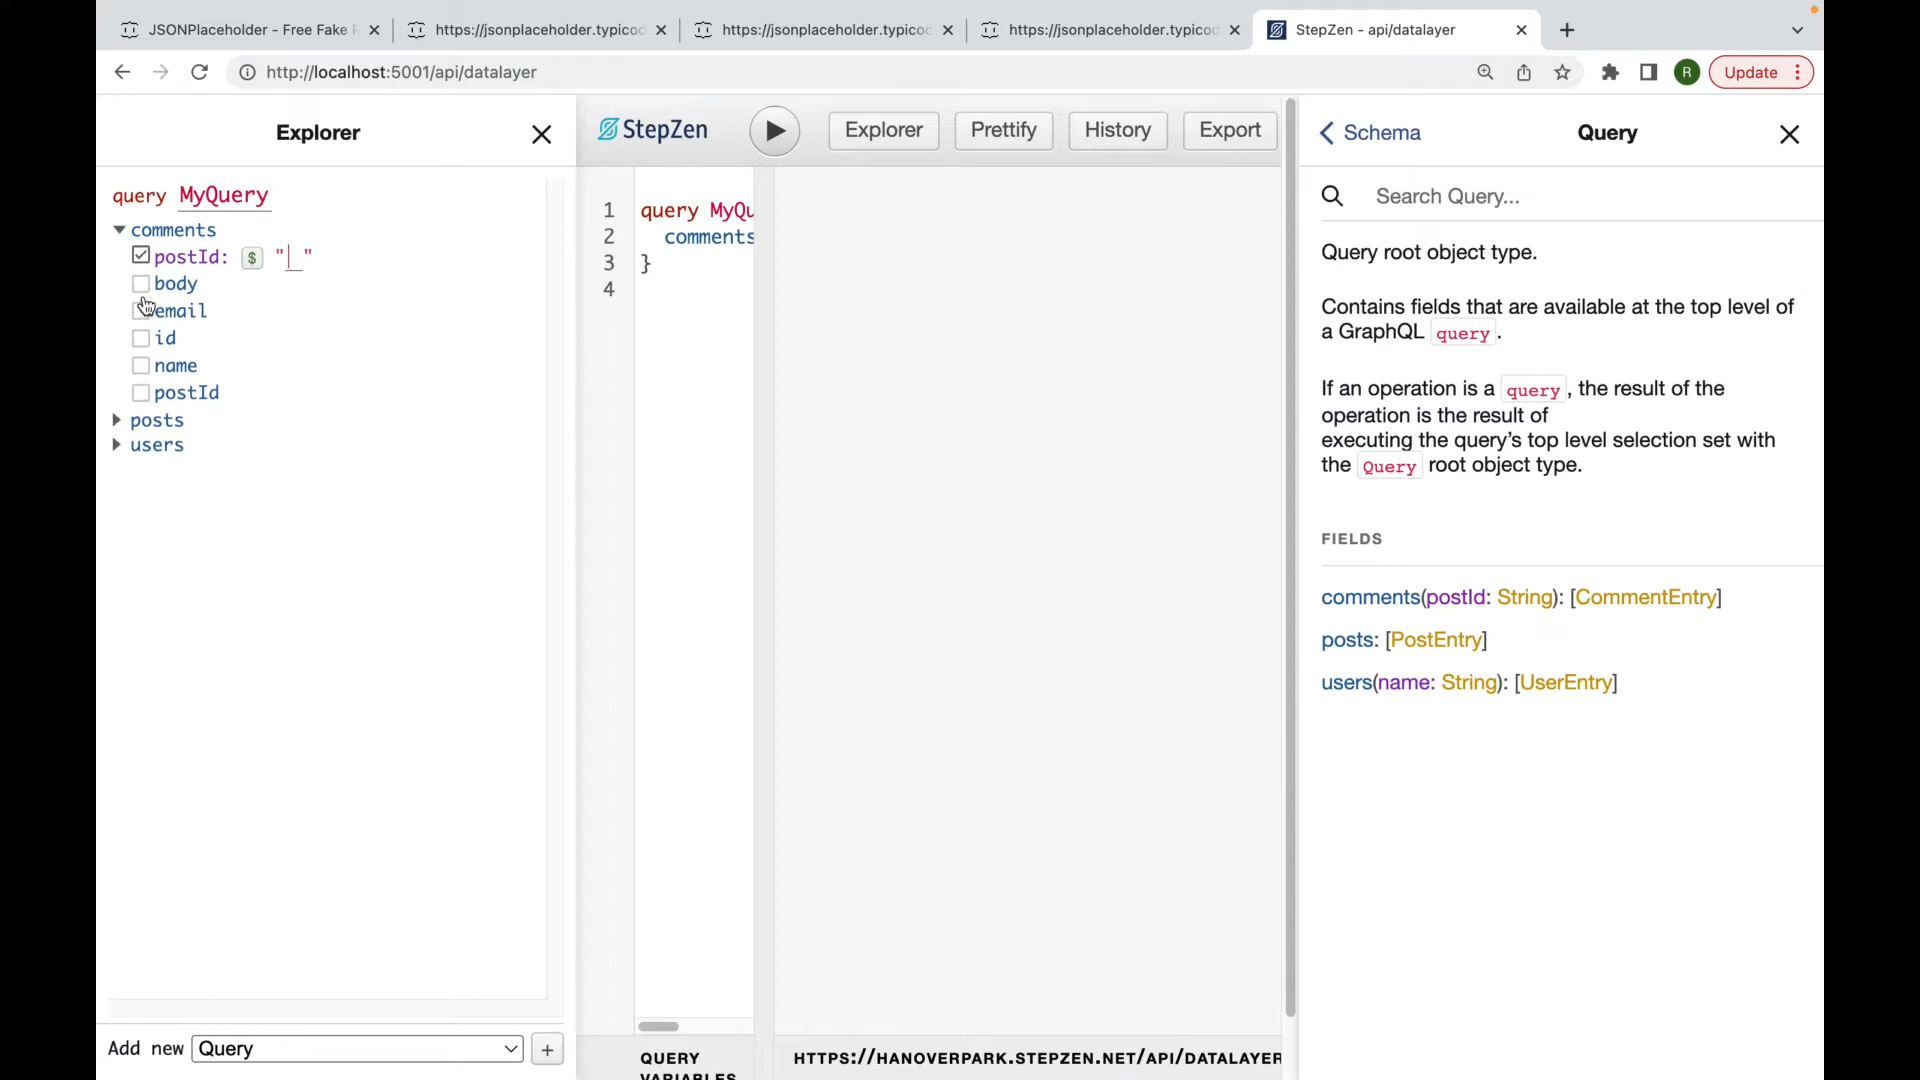 JSONPlaceholder - Free Fake
https://jsonplaceholder.typicod
https://jsonplaceholder.typicod
https://jsonplaceholder.typicod
StepZen - api/datalayer
http://localhost:5001/api/datalayer
R
Update
Explorer
query MyQuery
comments
postId: $ "_"
body
email
id
name
postId
posts
users
Add new Query +
StepZen
Explorer
Prettify
History
Export
1 query MyQu
2 comments
3 }
4
QUERY
VARIABLES
HTTPS://HANOVERPARK.STEPZEN.NET/API/DATALAYER
Schema
Query
Search Query...
Query root object type.
Contains fields that are available at the top level of
a GraphQL query.
If an operation is a query, the result of the
operation is the result of
executing the query's top level selection set with
the Query root object type.
FIELDS
comments(postId: String): [CommentEntry]
posts: [PostEntry]
users(name: String): [UserEntry]